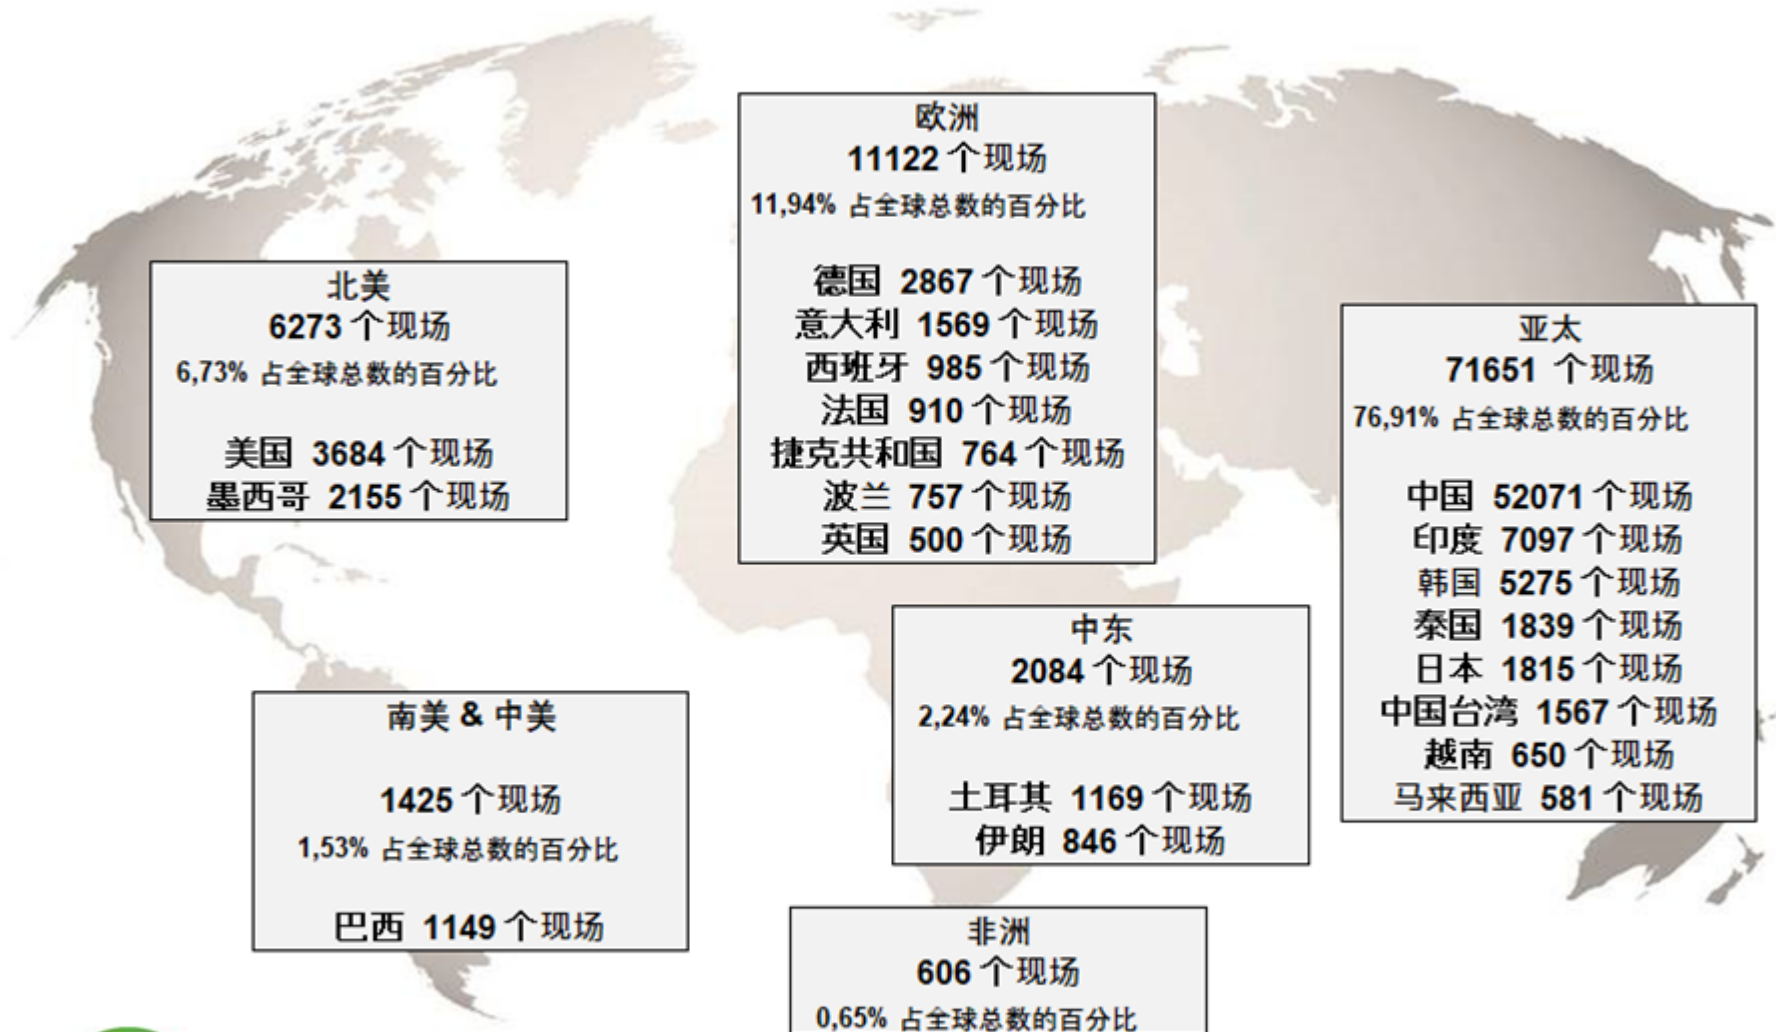 北美
6273 个现场
6,73% 占全球总数的百分比
美国 3684 个现场
墨西哥 2155 个现场
欧洲
11122 个现场
11,94% 占全球总数的百分比
德国 2867 个现场
意大利 1569 个现场
西班牙 985 个现场
法国 910 个现场
捷克共和国 764 个现场
波兰 757 个现场
英国 500 个现场
亚太
71651 个现场
76,91% 占全球总数的百分比
中国 52071 个现场
印度 7097 个现场
韩国 5275 个现场
泰国 1839 个现场
日本 1815 个现场
中国台湾 1567 个现场
越南 650 个现场
马来西亚 581 个现场
南美 & 中美
1425 个现场
1,53% 占全球总数的百分比
巴西 1149 个现场
中东
2084 个现场
2,24% 占全球总数的百分比
土耳其 1169 个现场
伊朗 846 个现场
非洲
606 个现场
0,65% 占全球总数的百分比